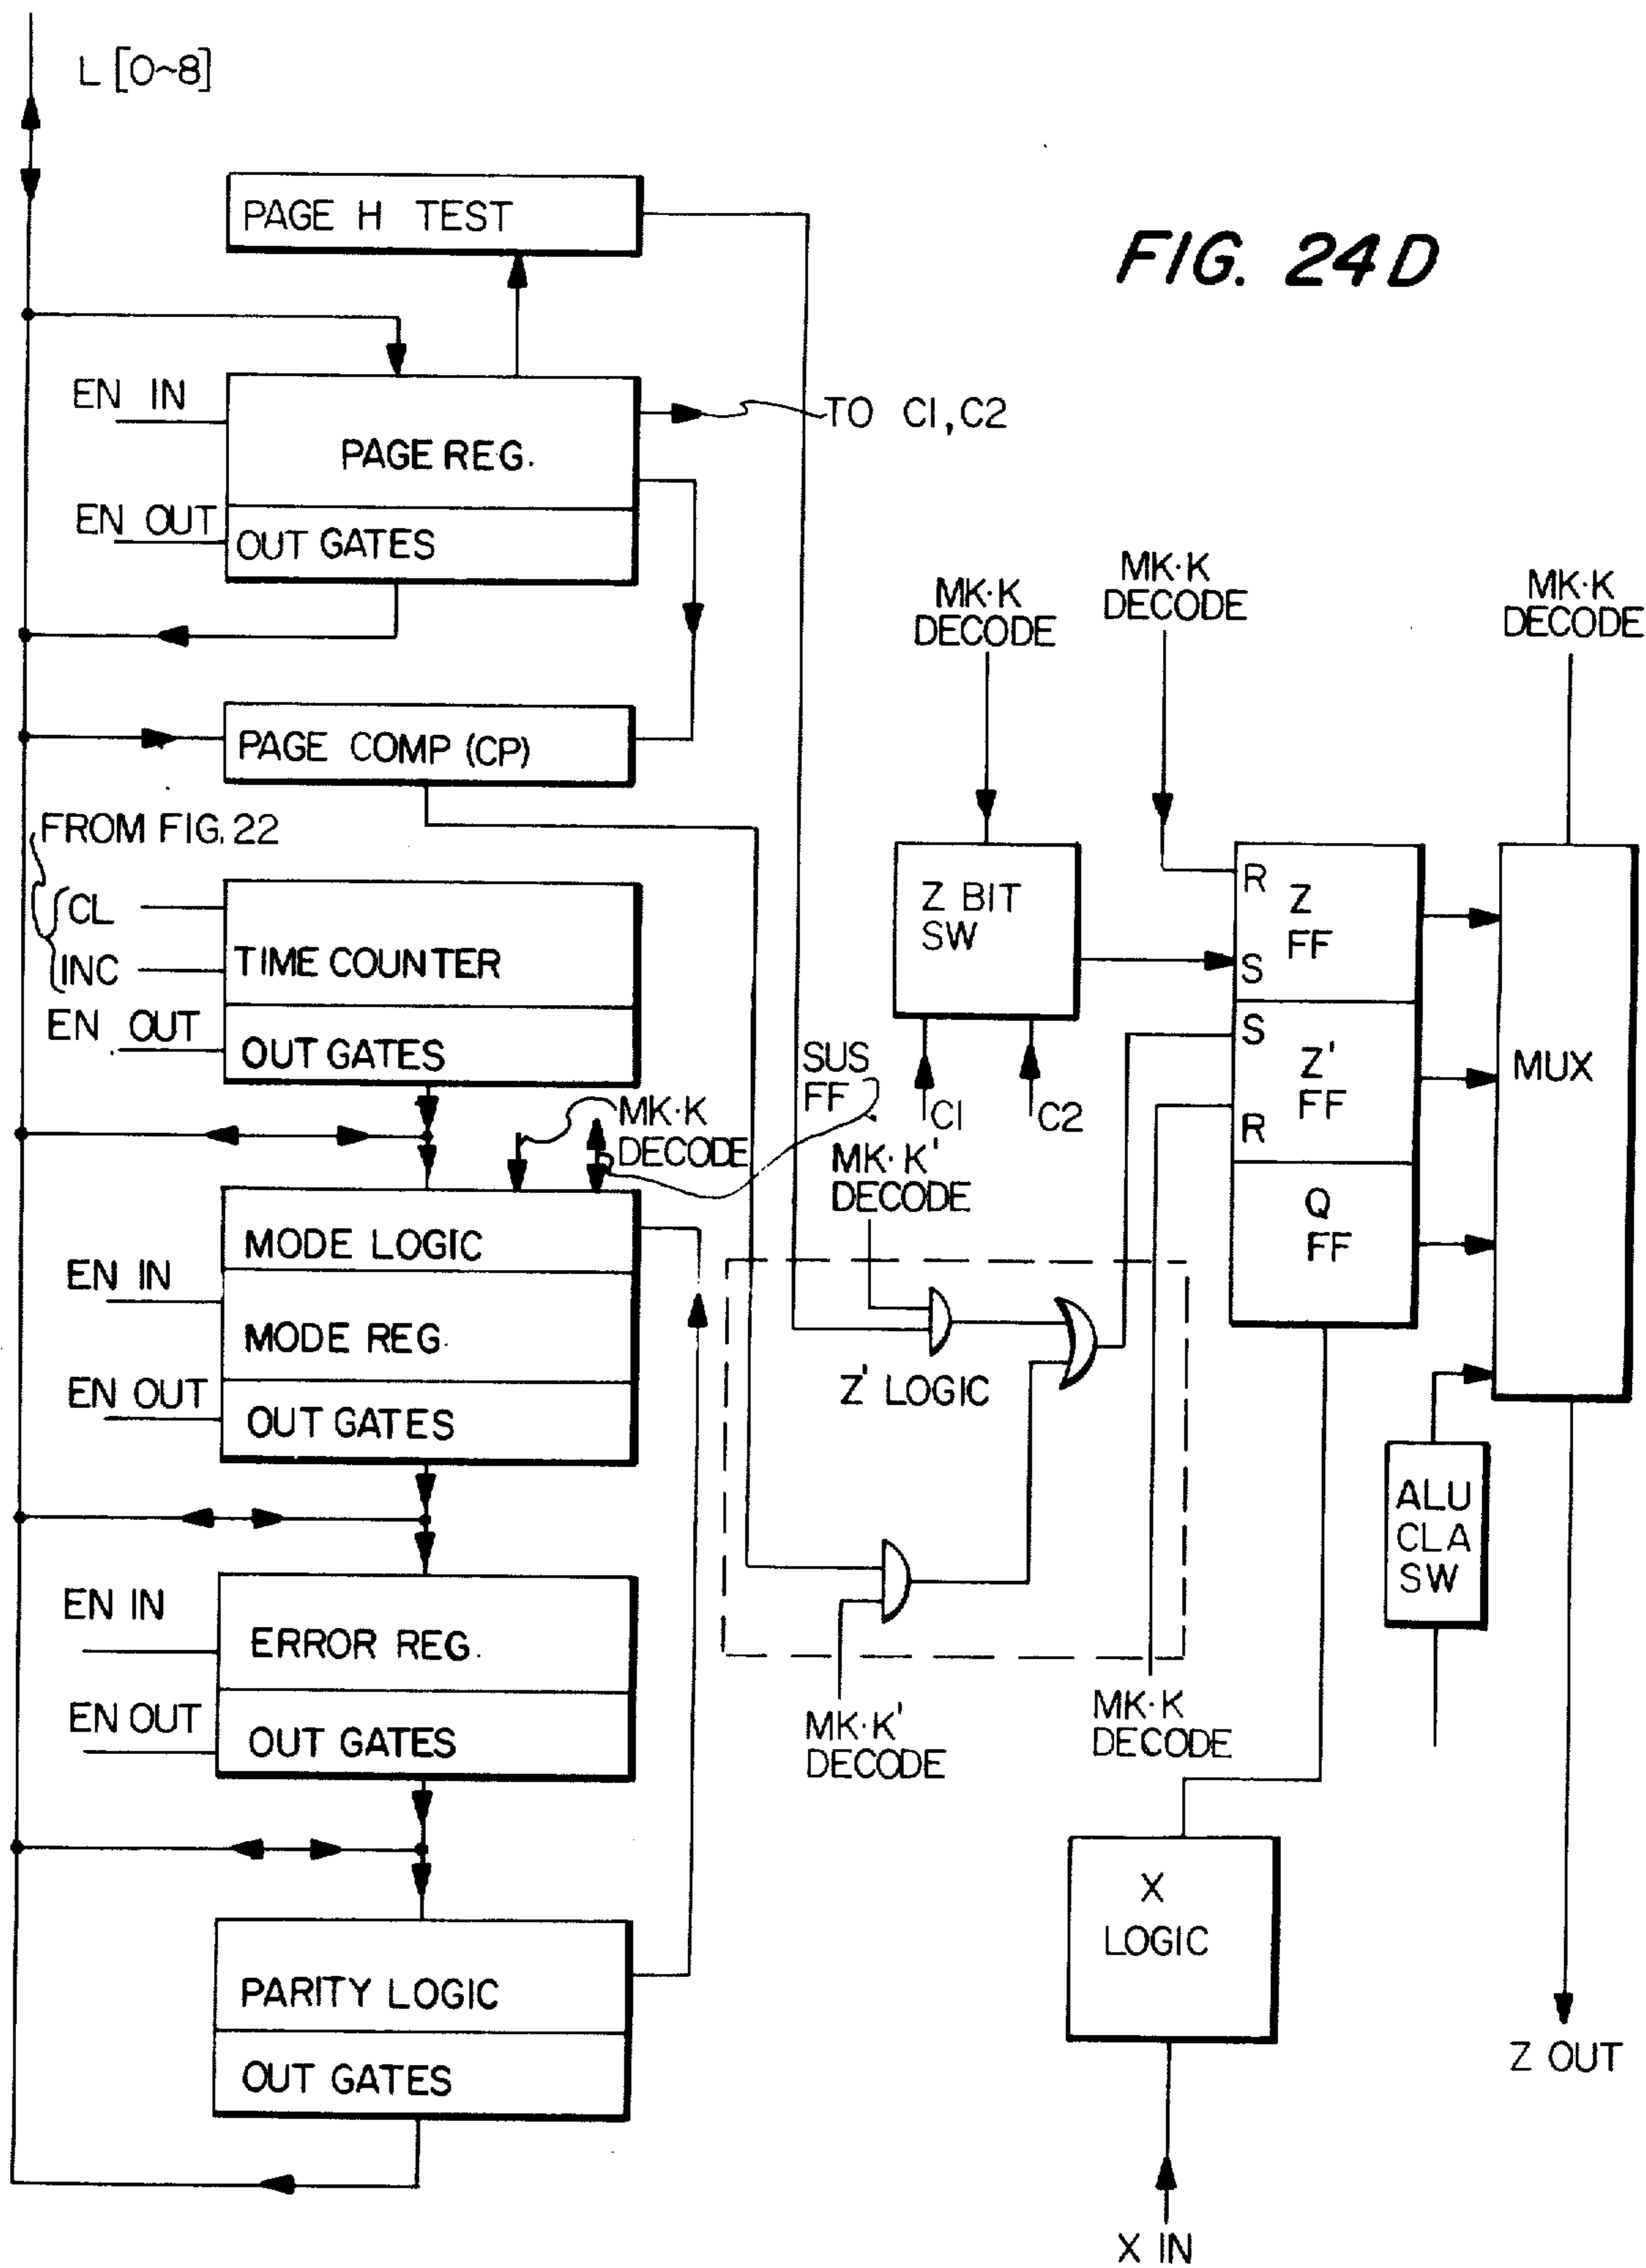 L [0~8]
PAGE H TEST
FIG. 24D
EN IN
PAGE REG.
TO C1, C2
EN OUT
OUT GATES
MK·K
DECODE
MK·K
DECODE
MK·K
DECODE
PAGE COMP (CP)
FROM FIG. 22
CL
INC
TIME COUNTER
EN OUT
OUT GATES
Z BIT
SW
C1
C2
R
Z
FF
S
S
Z'
FF
R
Q
FF
MUX
SUS
FF
MK·K
DECODE
MK·K'
DECODE
MODE LOGIC
EN IN
MODE REG.
EN OUT
OUT GATES
Z' LOGIC
ALU
CLA
SW
EN IN
ERROR REG.
EN OUT
OUT GATES
MK·K'
DECODE
MK·K
DECODE
X
LOGIC
PARITY LOGIC
OUT GATES
Z OUT
X IN